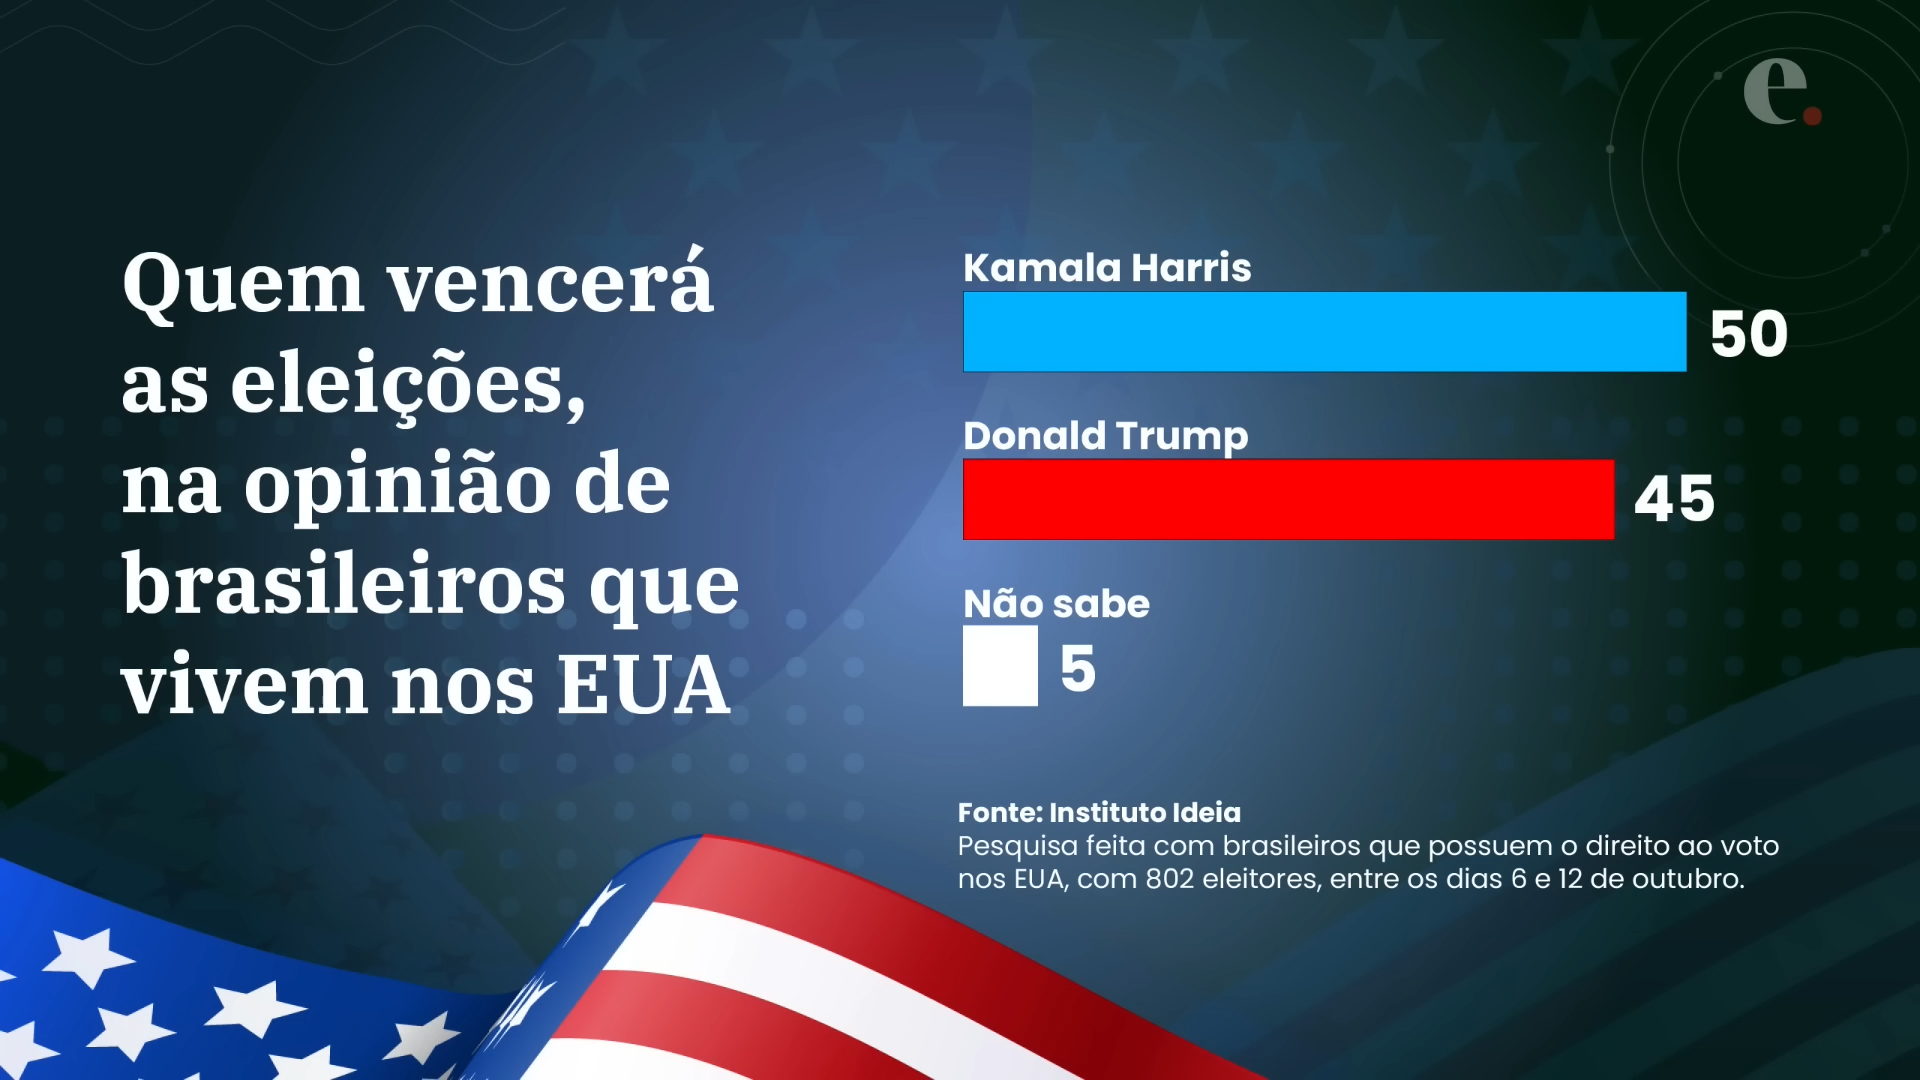 e.
Quem vencerá
as eleições,
na opinião de
brasileiros que
vivem nos EUA
Kamala Harris
50
Donald Trump
45
Não sabe
5
Fonte: Instituto Ideia
Pesquisa feita com brasileiros que possuem o direito ao voto
nos EUA, com 802 eleitores, entre os dias 6 e 12 de outubro.